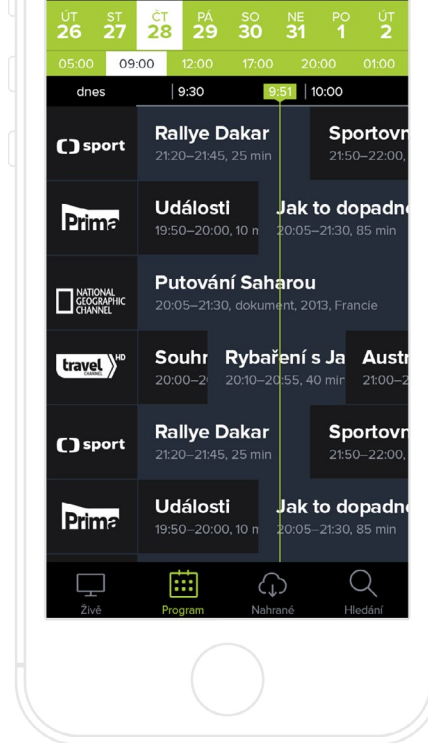 ÚT ST ČT PÁ SO NE PO ÚT
26 27 28 29 30 31 1 2
05:00 09:00 12:00 17:00 20:00 01:00
dnes 9:30 9:51 10:00
sport
Rallye Dakar Sportovn
21:20–21:45, 25 min 21:50–22:00,
Prima
Události Jak to dopadne
19:50–20:00, 10 m 20:05–21:30, 85 min
NATIONAL
GEOGRAPHIC
CHANNEL
Putování Saharou
20:05–21:30, dokument, 2013, Francie
travel HD
CHANNEL
Souhr Rybaření s Ja Austr
20:00–2 20:10–20:55, 40 mir 21:00–2
sport
Rallye Dakar Sportovn
21:20–21:45, 25 min 21:50–22:00,
Prima
Události Jak to dopadne
19:50–20:00, 10 m 20:05–21:30, 85 min
Živě Program Nahrané Hledání